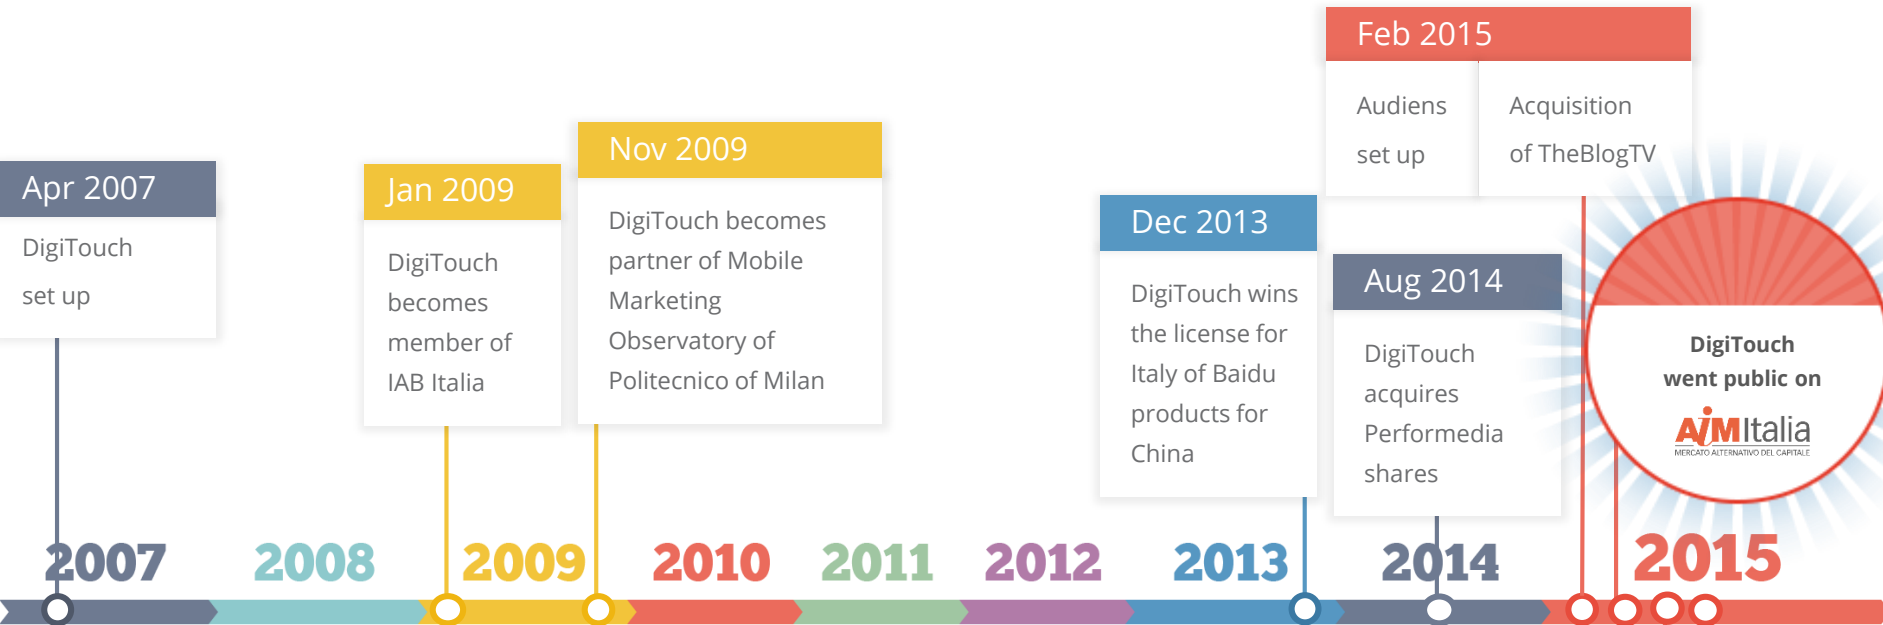 Apr 2007
DigiTouch
set up
Jan 2009
DigiTouch
becomes
member of
IAB Italia
Nov 2009
DigiTouch becomes
partner of Mobile
Marketing
Observatory of
Politecnico of Milan
Dec 2013
DigiTouch wins
the license for
Italy of Baidu
products for
China
Aug 2014
DigiTouch
acquires
Performedia
shares
Feb 2015
Audiens
set up
Acquisition
of TheBlogTV
DigiTouch
went public on
AIMItalia
MERCATO ALTERNATIVO DEL CAPITALE
2007
2008
2009
2010
2011
2012
2013
2014
2015